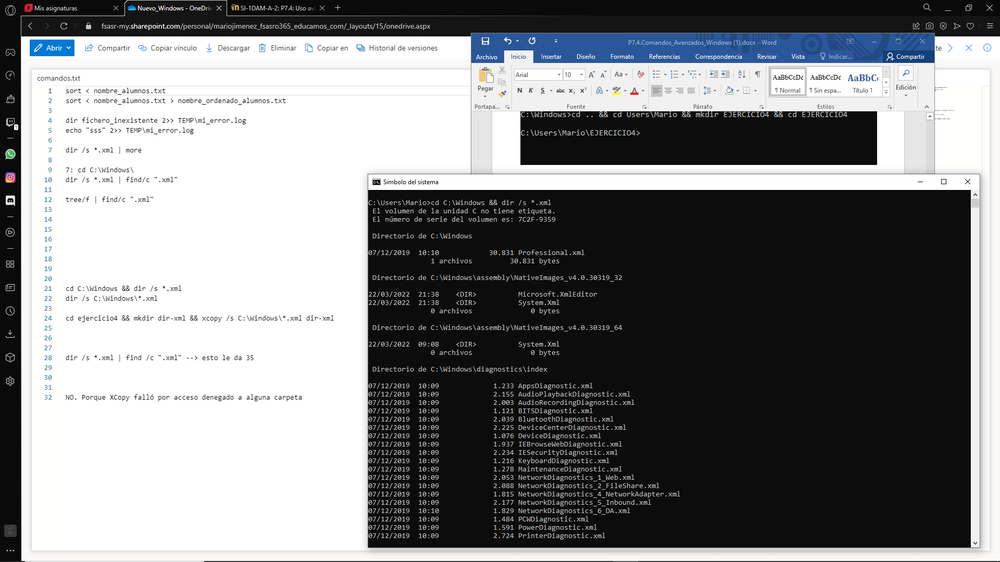 Mis asignaturas
Nuevo_Windows - OneDriv
SI-1DAM-A-2: P7.4: Uso av
fsasr-my.sharepoint.com/personal/mariojimenez_fsasro365_educamos_com/_layouts/15/onedrive.aspx
Abrir
Compartir
Copiar vínculo
Descargar
Eliminar
Copiar en
Historial de versiones
te
comandos.txt
1 sort < nombre_alumnos.txt
2 sort < nombre_alumnos.txt > nombre_ordenado_alumnos.txt
3
4 dir fichero_inexistente 2>> TEMP\mi_error.log
5 echo "sss" 2>> TEMP\mi_error.log
6
7 dir /s *.xml | more
8
9 7: cd C:\Windows\
10 dir /s *.xml | find/c ".xml"
11
12 tree/f | find/c ".xml"
13
14
15
16
17
18
19
20
21 cd C:\Windows && dir /s *.xml
22 dir /s C:\Windows\*.xml
23
24 cd ejercicio4 && mkdir dir-xml && xcopy /s C:\Windows\*.xml dir-xml
25
26
27
28 dir /s *.xml | find /c ".xml" --> esto le da 35
29
30
31
32 NO. Porque XCopy falló por acceso denegado a alguna carpeta
1
P7.4.Comandos_Avanzados_Windows (1).docx - Word
Archivo Inicio Insertar Diseño Formato Referencias Correspondencia Revisar Vista Indicar... Compartir
Pegar
Arial 10 Aa
N K S abc x₂ x² A A
AaBbCcDc AaBbCcDc AaBbC
¶ Normal ¶ Sin espa... Título 1
Edición
Portapa... Fuente Párrafo Estilos
C:\Windows>cd .. && cd Users\Mario && mkdir EJERCICIO4 && cd EJERCICIO4
C:\Users\Mario\EJERCICIO4>
Símbolo del sistema
C:\Users\Mario>cd C:\Windows && dir /s *.xml
El volumen de la unidad C no tiene etiqueta.
El número de serie del volumen es: 7C2F-9359
Directorio de C:\Windows
07/12/2019 10:10 30.831 Professional.xml
1 archivos 30.831 bytes
Directorio de C:\Windows\assembly\NativeImages_v4.0.30319_32
22/03/2022 21:38 <DIR> Microsoft.XmlEditor
22/03/2022 21:38 <DIR> System.Xml
0 archivos 0 bytes
Directorio de C:\Windows\assembly\NativeImages_v4.0.30319_64
22/03/2022 09:08 <DIR> System.Xml
0 archivos 0 bytes
Directorio de C:\Windows\diagnostics\index
07/12/2019 10:09 1.233 AppsDiagnostic.xml
07/12/2019 10:09 2.155 AudioPlaybackDiagnostic.xml
07/12/2019 10:09 2.003 AudioRecordingDiagnostic.xml
07/12/2019 10:09 1.121 BITSDiagnostic.xml
07/12/2019 10:09 2.039 BluetoothDiagnostic.xml
07/12/2019 10:09 2.225 DeviceCenterDiagnostic.xml
07/12/2019 10:09 1.076 DeviceDiagnostic.xml
07/12/2019 10:09 1.937 IEBrowseWebDiagnostic.xml
07/12/2019 10:09 2.234 IESecurityDiagnostic.xml
07/12/2019 10:09 1.216 KeyboardDiagnostic.xml
07/12/2019 10:09 1.278 MaintenanceDiagnostic.xml
07/12/2019 10:09 2.053 NetworkDiagnostics_1_Web.xml
07/12/2019 10:09 2.088 NetworkDiagnostics_2_FileShare.xml
07/12/2019 10:09 1.815 NetworkDiagnostics_4_NetworkAdapter.xml
07/12/2019 10:09 2.177 NetworkDiagnostics_5_Inbound.xml
07/12/2019 10:10 1.829 NetworkDiagnostics_6_DA.xml
07/12/2019 10:09 1.484 PCWDiagnostic.xml
07/12/2019 10:09 1.591 PowerDiagnostic.xml
07/12/2019 10:09 2.724 PrinterDiagnostic.xml